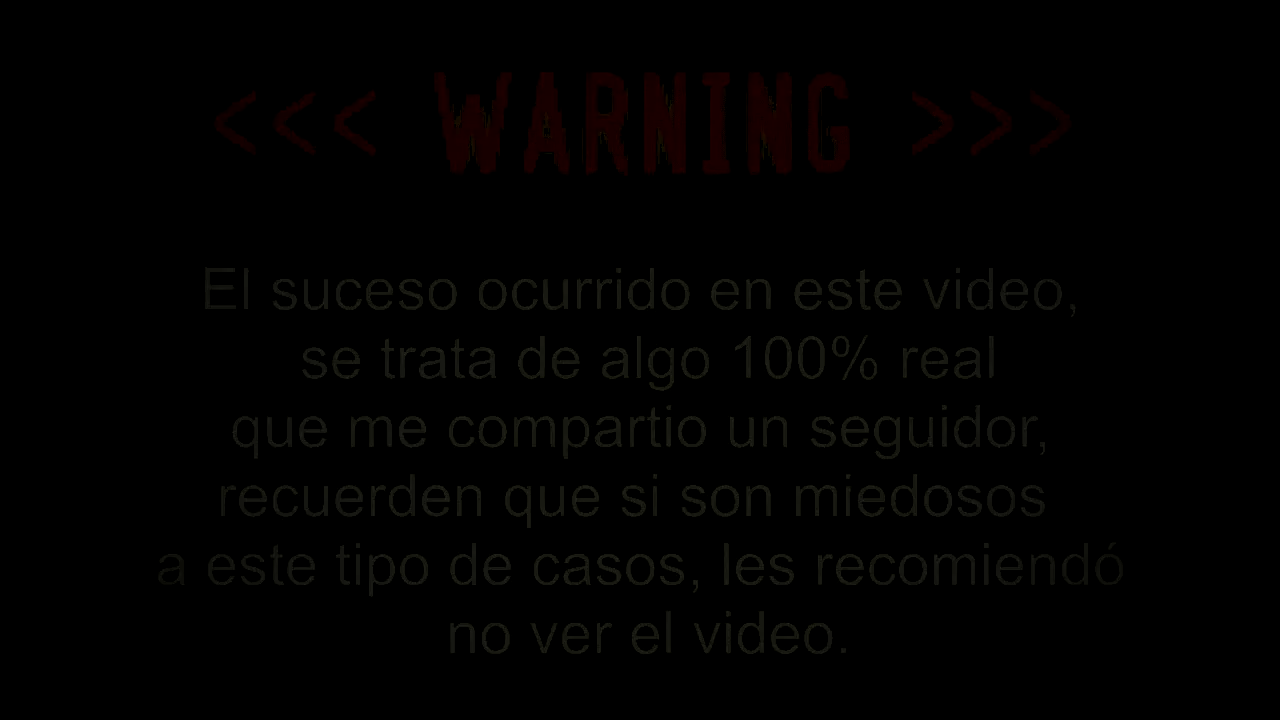 <<< WARNING >>>
El suceso ocurrido en este video,
se trata de algo 100% real
que me compartio un seguidor,
recuerden que si son miedosos
a este tipo de casos, les recomiendó
no ver el video.